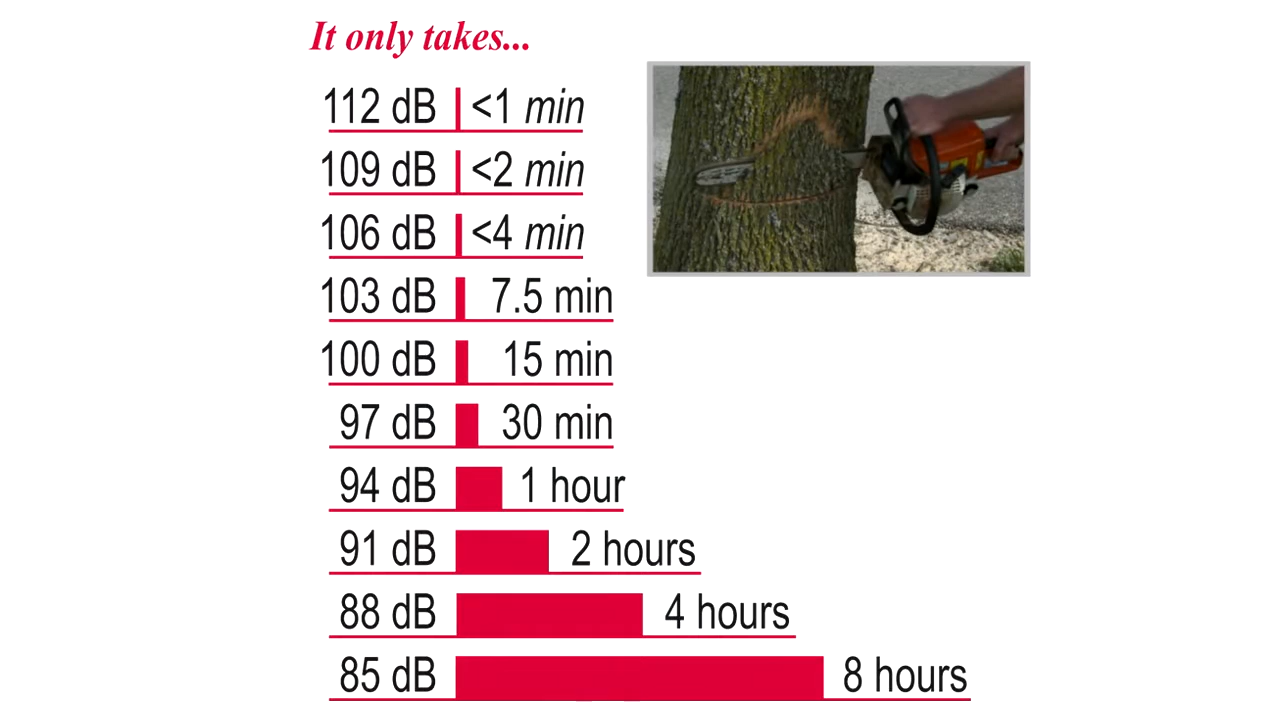 It only takes...
112 dB <1 min
109 dB <2 min
106 dB <4 min
103 dB 7.5 min
100 dB 15 min
97 dB 30 min
94 dB 1 hour
91 dB 2 hours
88 dB 4 hours
85 dB 8 hours